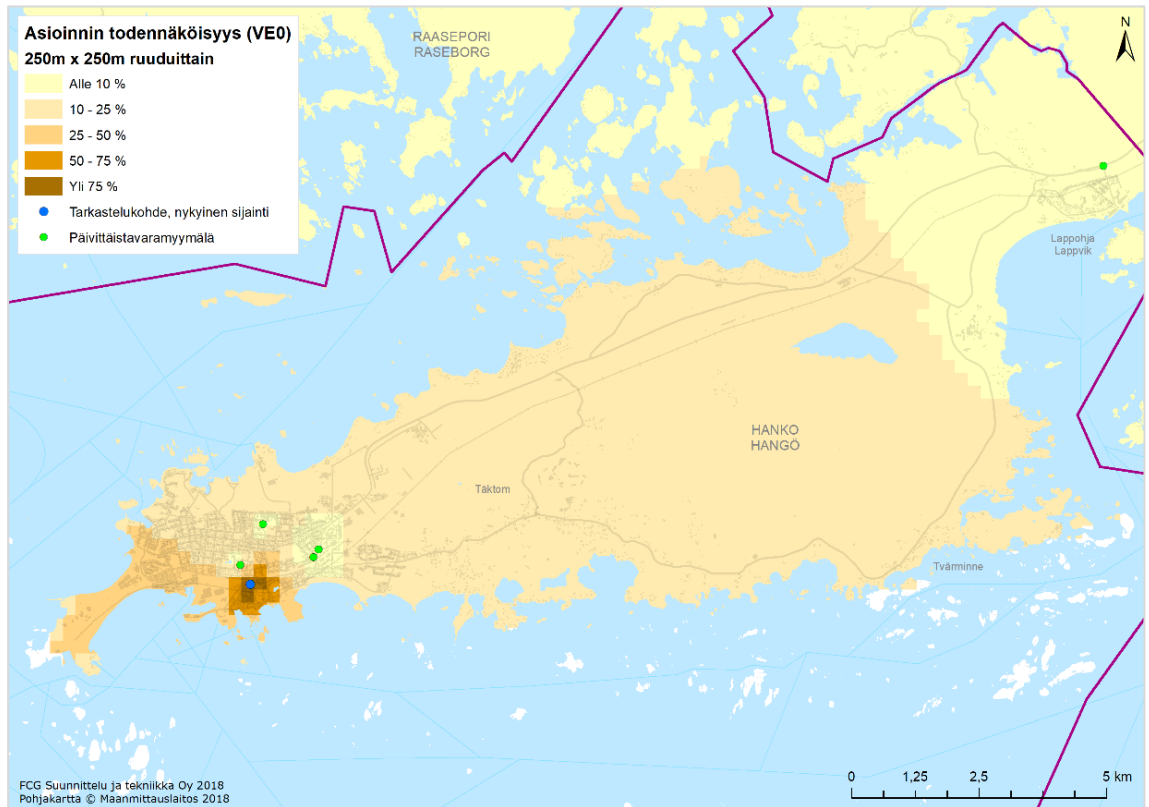 Asioinnin todennäköisyys (VE0)
250m x 250m ruuduittain
Alle 10 %
10 - 25 %
25 - 50 %
50 - 75 %
Yli 75 %
Tarkastelukohde, nykyinen sijainti
Päivittäistavaramyymälä
RAASEPORI
RASEBORG
N
Lappohja
Lappvik
HANKO
HANGÖ
Täktom
Tvärminne
FCG Suunnittelu ja tekniikka Oy 2018
Pohjakartta © Maanmittauslaitos 2018
0 1,25 2,5 5 km